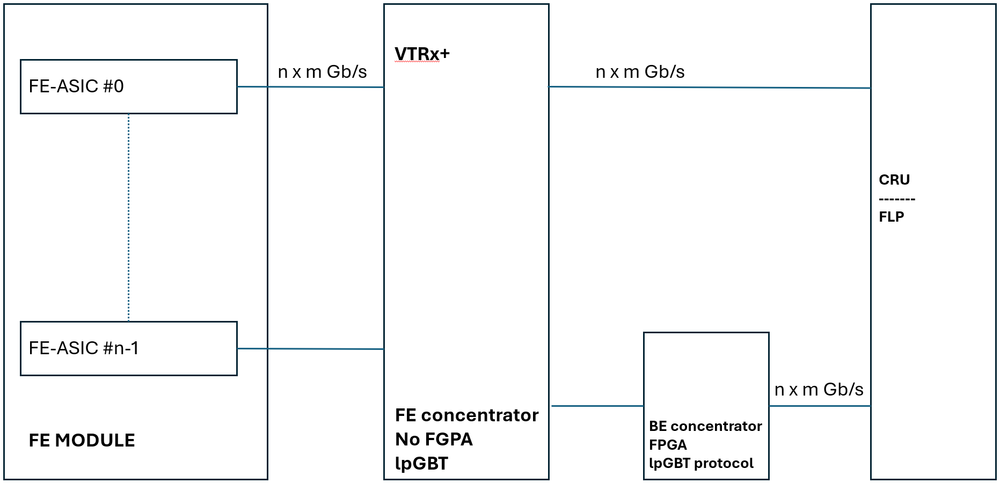 VTRx+
n x m Gb/s
n x m Gb/s
FE-ASIC #0
CRU
-------
FLP
FE-ASIC #n-1
n x m Gb/s
FE MODULE
FE concentrator
No FGPA
lpGBT
BE concentrator
FPGA
lpGBT protocol